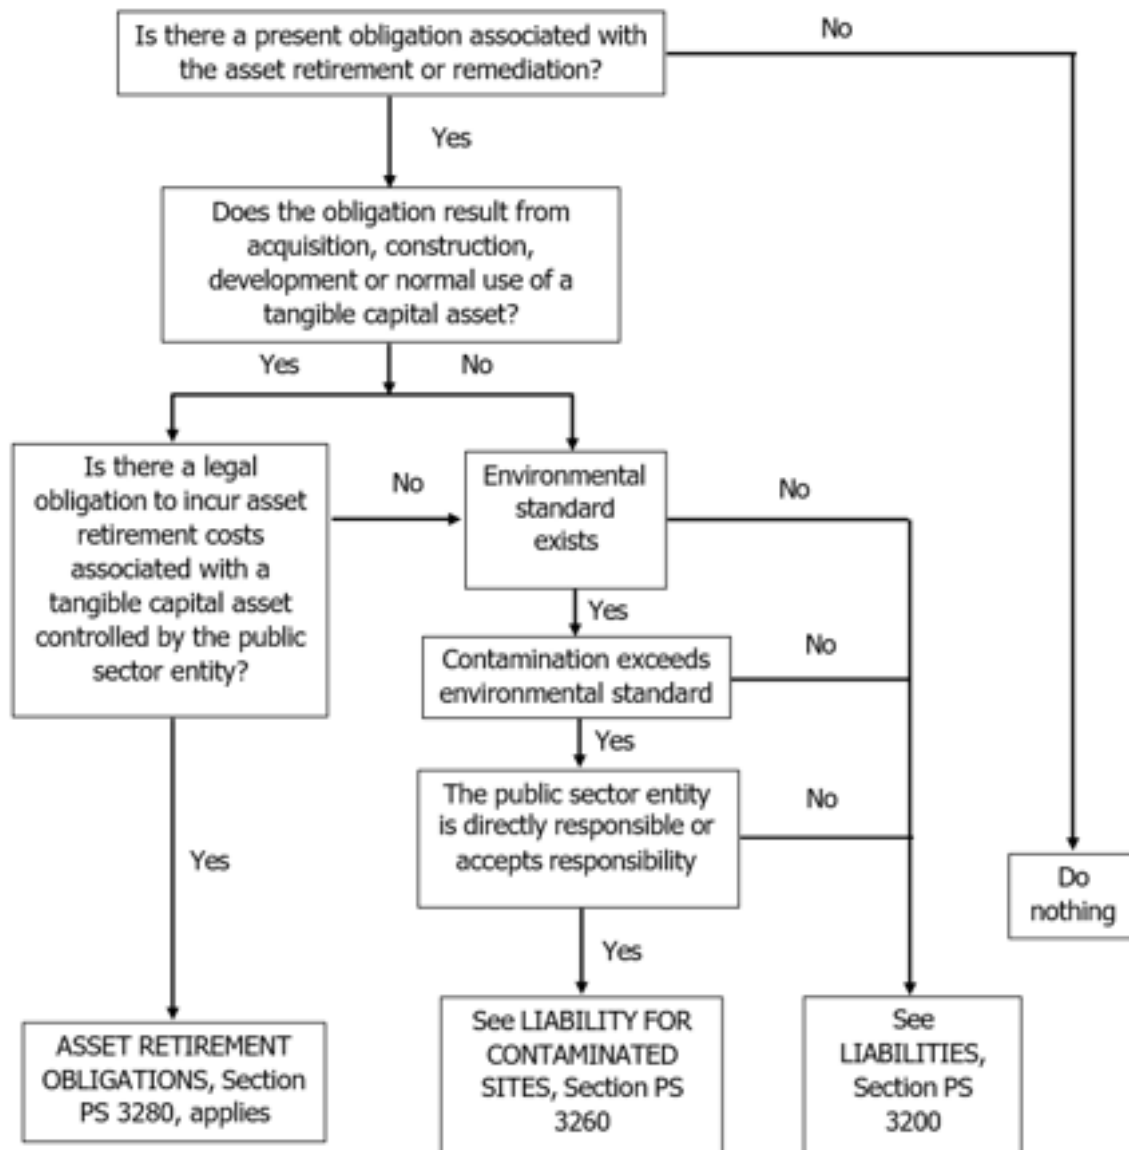 Is there a present obligation associated with
the asset retirement or remediation?
No
Yes
Does the obligation result from
acquisition, construction,
development or normal use of a
tangible capital asset?
Yes
No
Is there a legal
obligation to incur asset
retirement costs
associated with a
tangible capital asset
controlled by the public
sector entity?
No
Environmental
standard
exists
No
Yes
Contamination exceeds
environmental standard
No
Yes
The public sector entity
is directly responsible or
accepts responsibility
No
Yes
Do
nothing
Yes
ASSET RETIREMENT
OBLIGATIONS, Section
PS 3280, applies
See LIABILITY FOR
CONTAMINATED
SITES, Section PS
3260
See
LIABILITIES,
Section PS
3200